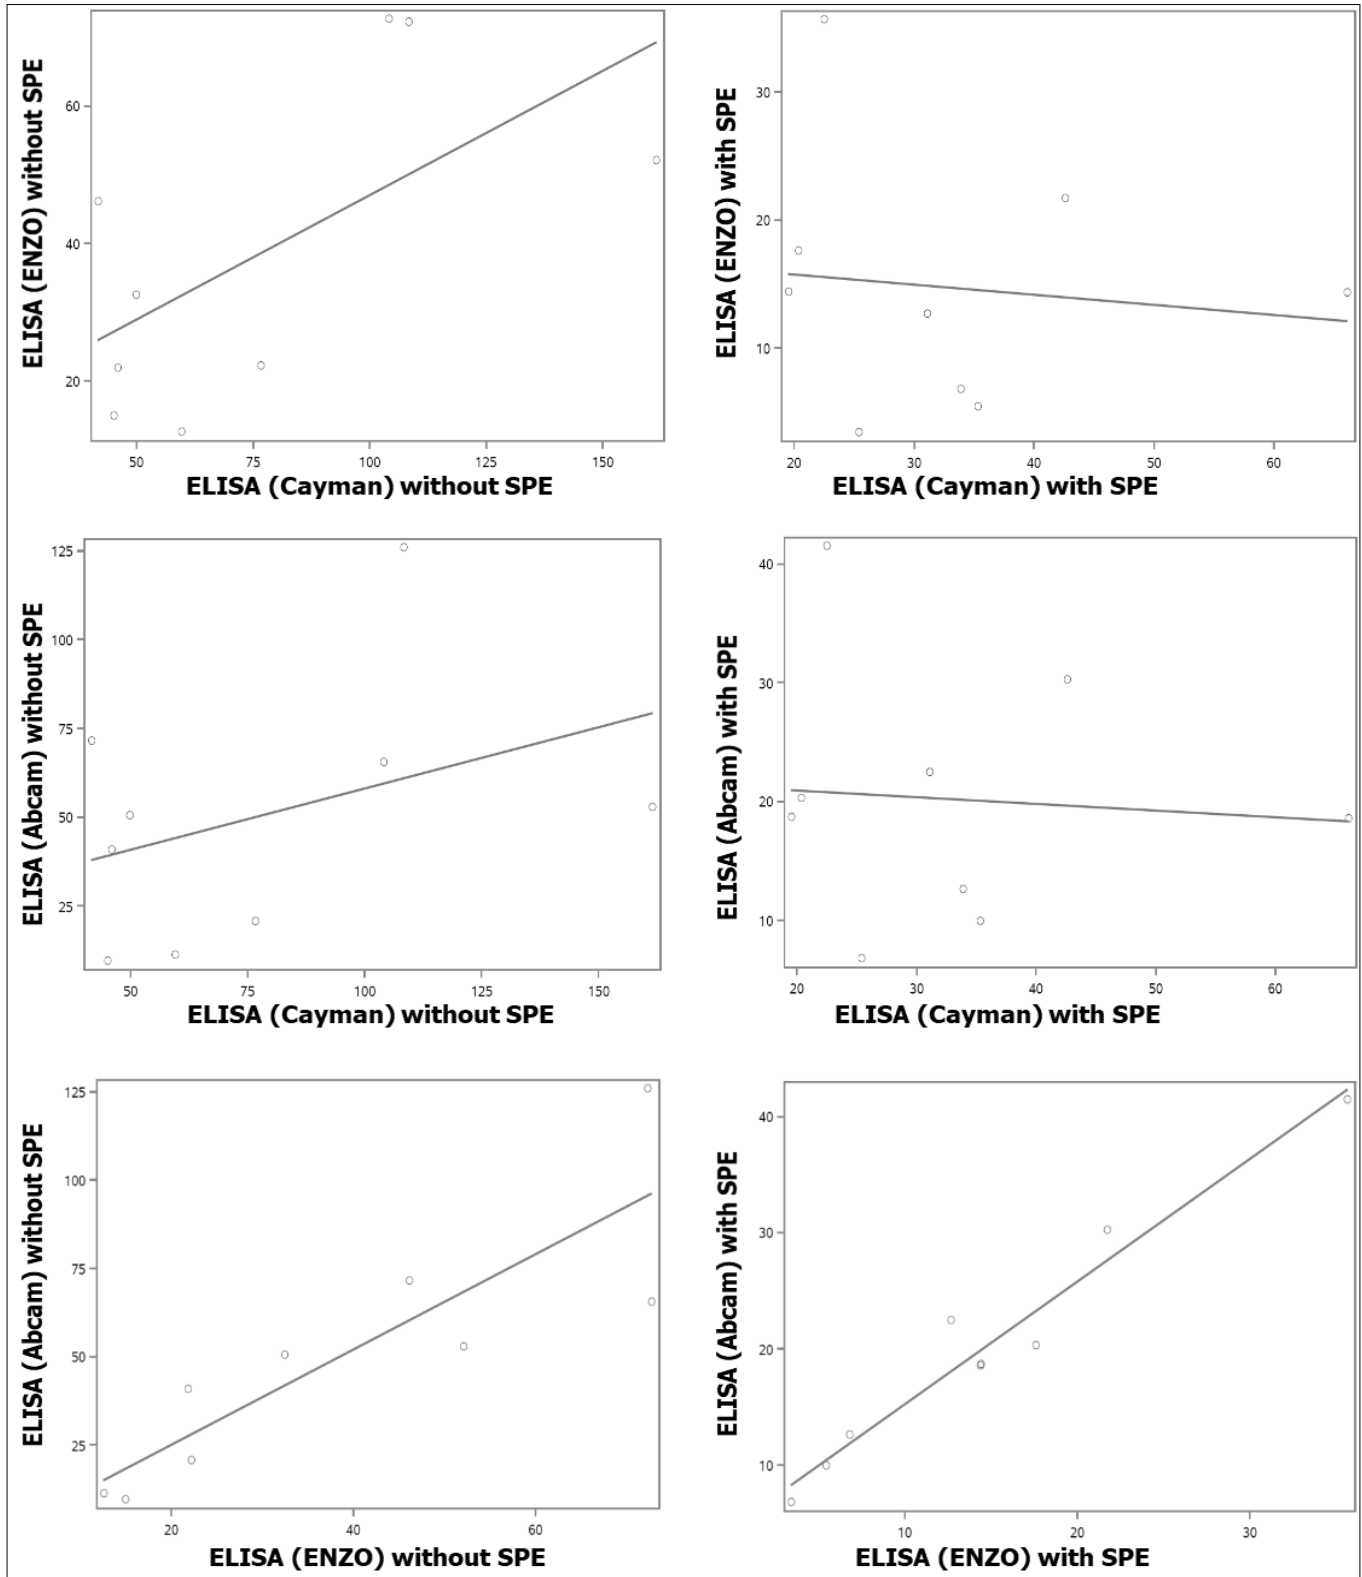 ELISA (ENZO) without SPE
60
40
20
50 75 100 125 150
ELISA (Cayman) without SPE
ELISA (ENZO) with SPE
30
20
10
20 30 40 50 60
ELISA (Cayman) with SPE
ELISA (Abcam) without SPE
125
100
75
50
25
50 75 100 125 150
ELISA (Cayman) without SPE
ELISA (Abcam) with SPE
40
30
20
10
20 30 40 50 60
ELISA (Cayman) with SPE
ELISA (Abcam) without SPE
125
100
75
50
25
20 40 60
ELISA (ENZO) without SPE
ELISA (Abcam) with SPE
40
30
20
10
10 20 30
ELISA (ENZO) with SPE